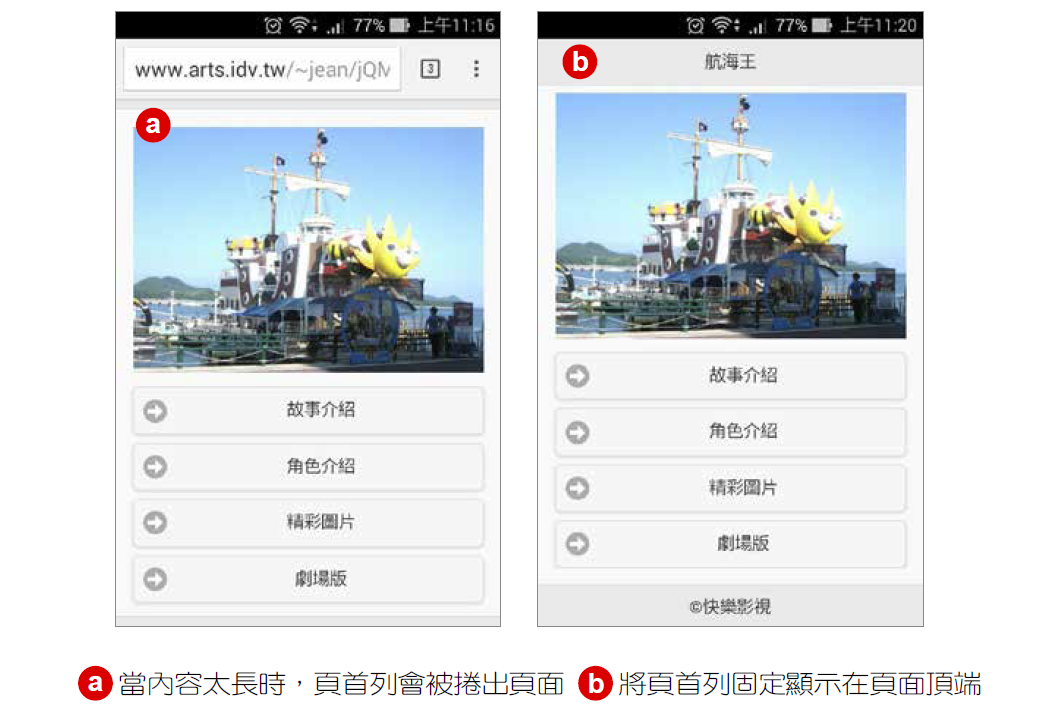 77% 上午11:16
www.arts.idv.tw/~jean/jQM
3
a
故事介紹
角色介紹
精彩圖片
劇場版
77% 上午11:20
b 航海王
故事介紹
角色介紹
精彩圖片
劇場版
©快樂影視
a 當內容太長時，頁首列會被捲出頁面 b 將頁首列固定顯示在頁面頂端